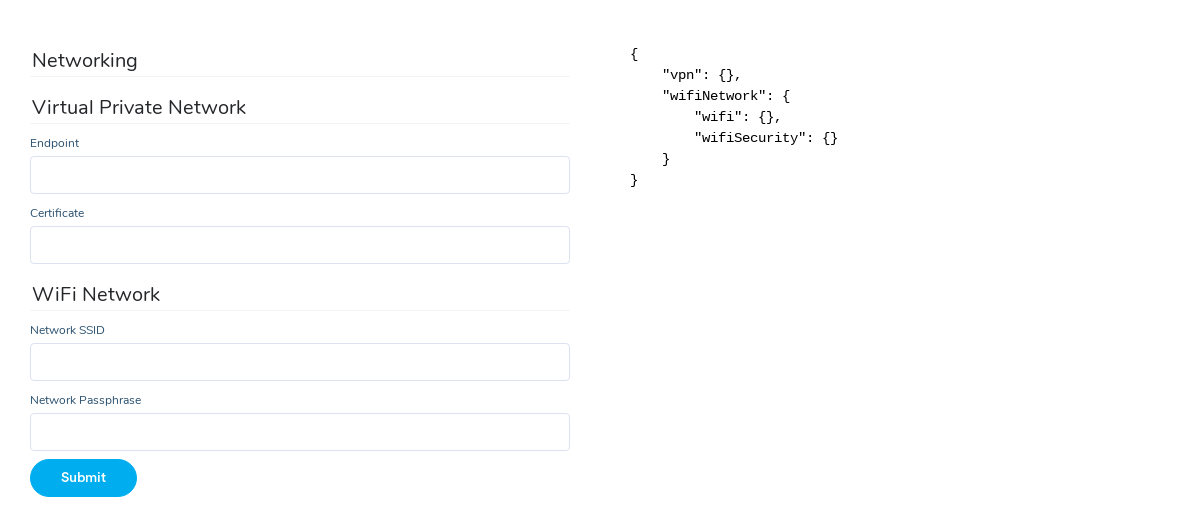 Networking
Virtual Private Network
Endpoint
Certificate
WiFi Network
Network SSID
Network Passphrase
Submit
{
    "vpn": {},
    "wifiNetwork": {
        "wifi": {},
        "wifiSecurity": {}
    }
}